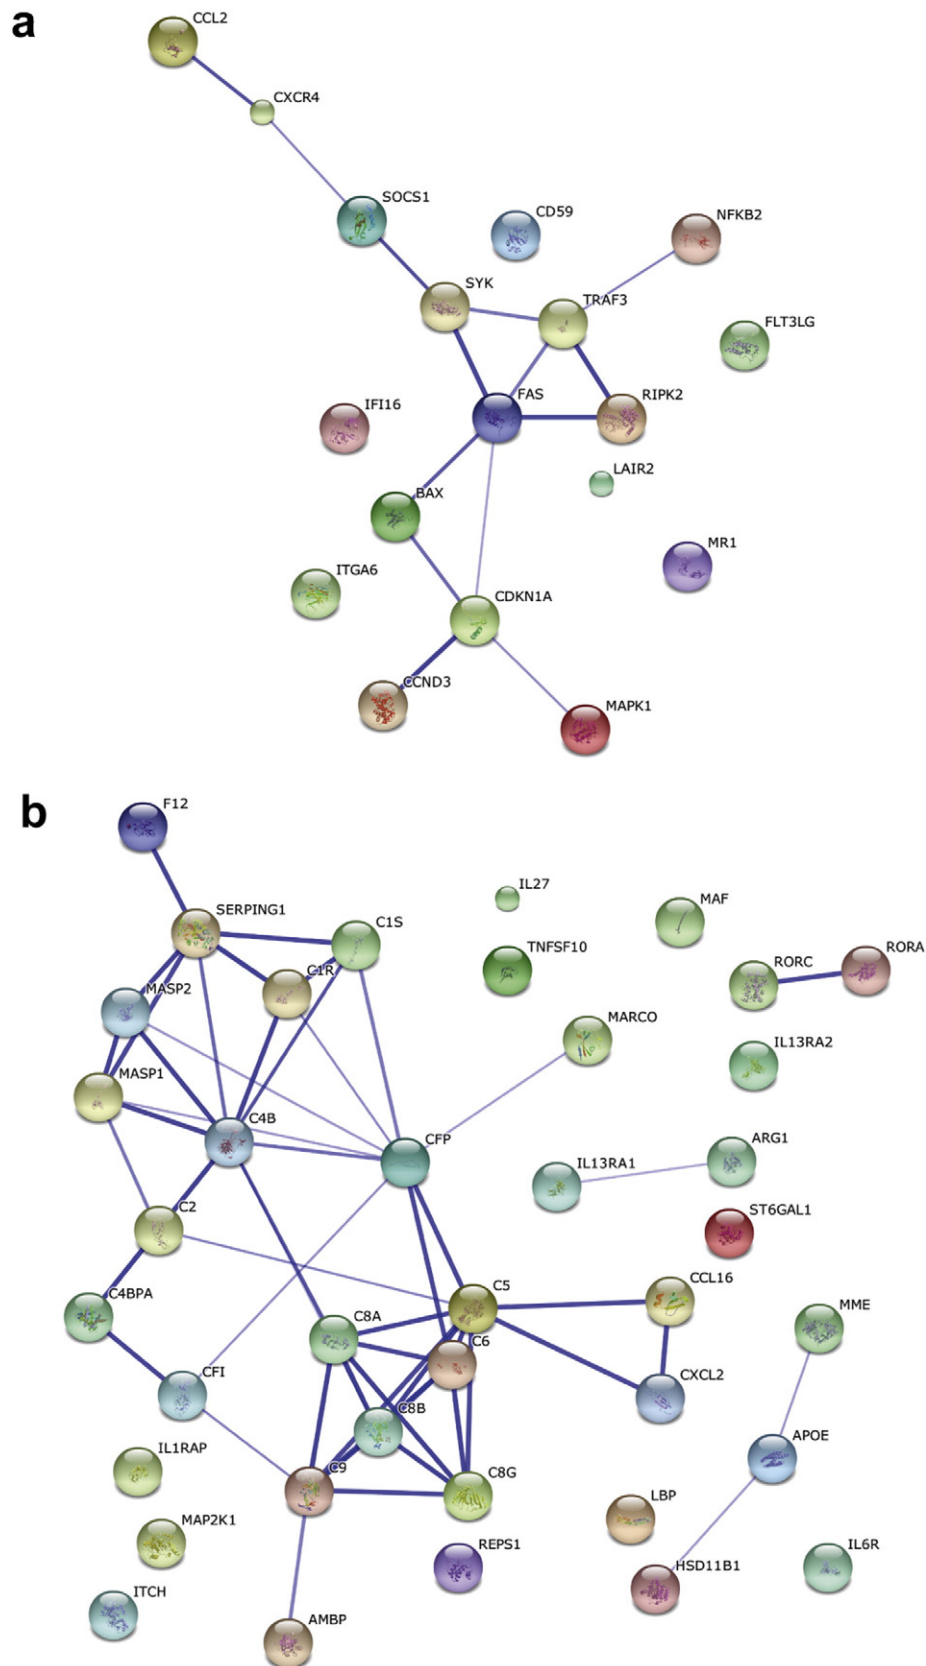 a
CCL2
CXCR4
SOCS1
CD59
NFKB2
SYK
TRAF3
FLT3LG
FAS
RIPK2
IFI16
LAIR2
BAX
MR1
ITGA6
CDKN1A
CCND3
MAPK1
b
F12
IL27
MAF
SERPING1
C1S
TNFSF10
RORC
RORA
C1R
MASP2
MARCO
IL13RA2
MASP1
C4B
CFP
ARG1
IL13RA1
C2
ST6GAL1
C4BPA
C5
CCL16
C8A
C6
MME
CFI
CXCL2
C8B
IL1RAP
C9
C8G
APOE
LBP
MAP2K1
REPS1
HSD11B1
IL6R
ITCH
AMBP